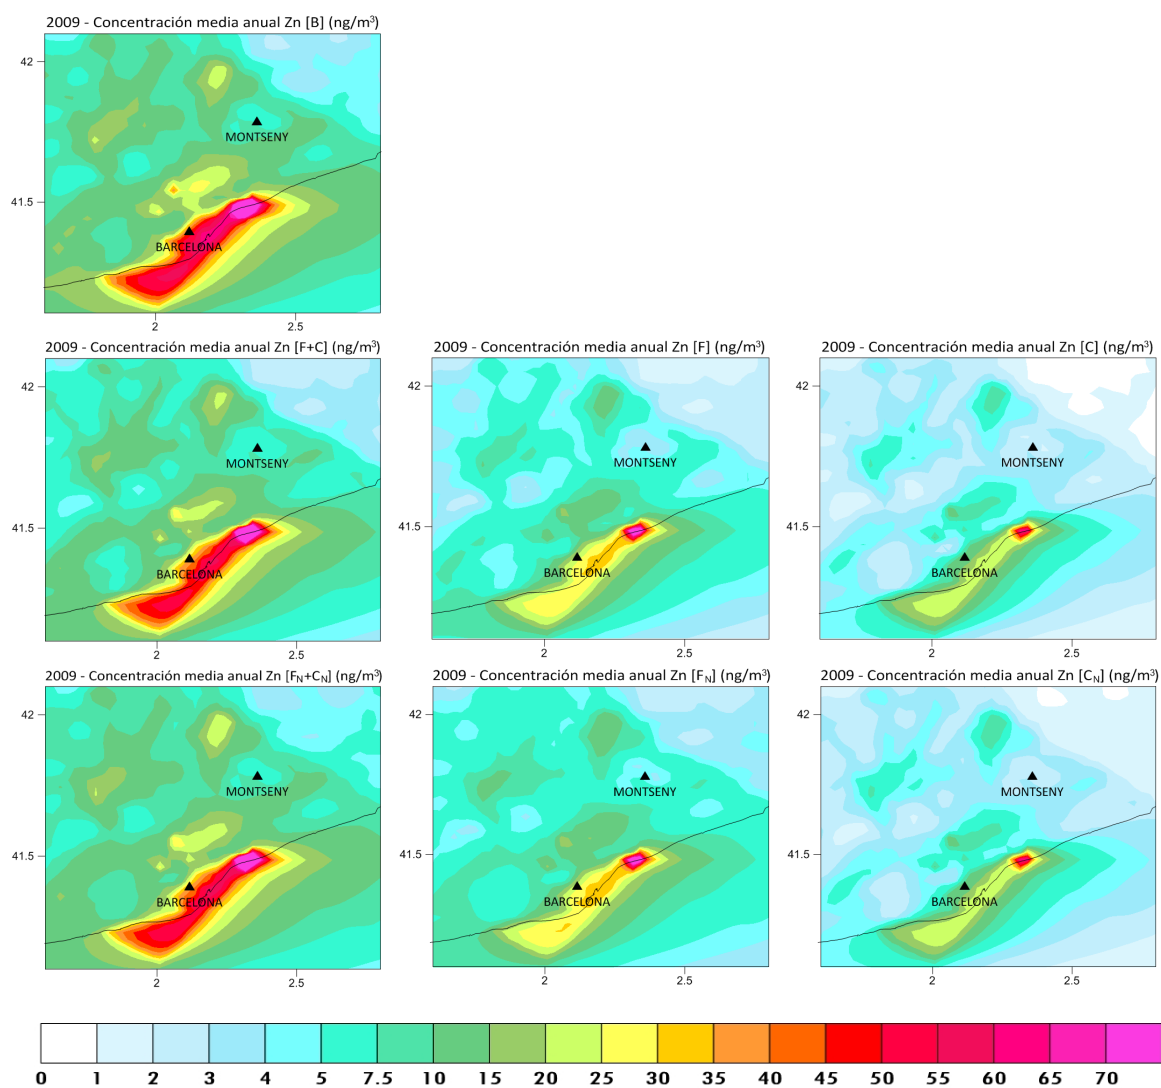 2009 - Concentración media anual Zn [B] (ng/m³)
42
MONTSENY
41.5
BARCELONA
2 2.5
2009 - Concentración media anual Zn [F+C] (ng/m³) 2009 - Concentración media anual Zn [F] (ng/m³) 2009 - Concentración media anual Zn [C] (ng/m³)
42 42 42
MONTSENY MONTSENY MONTSENY
41.5 41.5 41.5
BARCELONA BARCELONA BARCELONA
2 2.5 2 2.5 2 2.5
2009 - Concentración media anual Zn [F_N+C_N] (ng/m³) 2009 - Concentración media anual Zn [F_N] (ng/m³) 2009 - Concentración media anual Zn [C_N] (ng/m³)
42 42 42
MONTSENY MONTSENY MONTSENY
41.5 41.5 41.5
BARCELONA BARCELONA BARCELONA
2 2.5 2 2.5 2 2.5
0 1 2 3 4 5 7.5 10 15 20 25 30 35 40 45 50 55 60 65 70